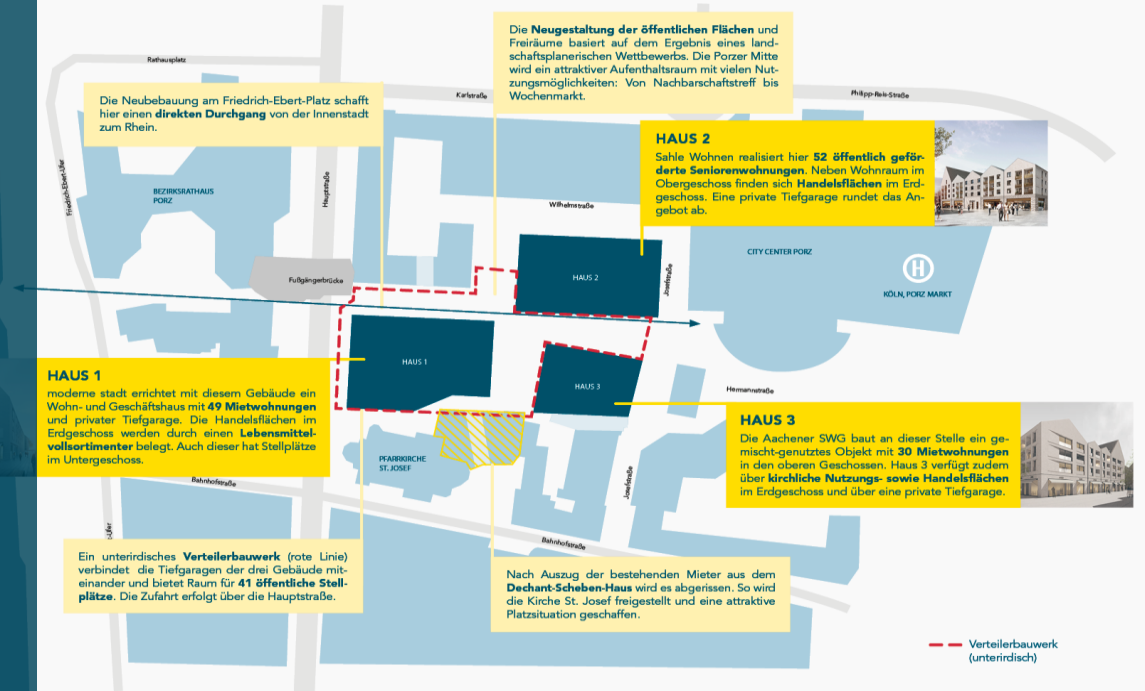 Die Neugestaltung der öffentlichen Flächen und
Freiräume basiert auf dem Ergebnis eines land-
schaftsplanerischen Wettbewerbs. Die Porzer Mitte
wird ein attraktiver Aufenthaltsraum mit vielen Nut-
zungsmöglichkeiten: Von Nachbarschaftstreff bis
Wochenmarkt.
Rathausplatz
Die Neubebauung am Friedrich-Ebert-Platz schafft
hier einen direkten Durchgang von der Innenstadt
zum Rhein.
Karlstraße
Philipp-Reis-Straße
HAUS 2
Sahle Wohnen realisiert hier 52 öffentlich geför-
derte Seniorenwohnungen. Neben Wohnraum im
Obergeschoss finden sich Handelsflächen im Erd-
geschoss. Eine private Tiefgarage rundet das An-
gebot ab.
Friedrich-Ebert-Ufer
BEZIRKSRATHAUS
PORZ
Hauptstraße
Wilhelmstraße
CITY CENTER PORZ
H
KÖLN, PORZ MARKT
Fußgängerbrücke
HAUS 2
Josefstraße
HAUS 1
HAUS 3
Hermannstraße
HAUS 1
moderne stadt errichtet mit diesem Gebäude ein
Wohn- und Geschäftshaus mit 49 Mietwohnungen
und privater Tiefgarage. Die Handelsflächen im
Erdgeschoss werden durch einen Lebensmittel-
vollsortimenter belegt. Auch dieser hat Stellplätze
im Untergeschoss.
HAUS 3
Die Aachener SWG baut an dieser Stelle ein ge-
mischt-genutztes Objekt mit 30 Mietwohnungen
in den oberen Geschossen. Haus 3 verfügt zudem
über kirchliche Nutzungs- sowie Handelsflächen
im Erdgeschoss und über eine private Tiefgarage.
PFARRKIRCHE
ST. JOSEF
Josefstraße
Bahnhofstraße
-Ufer
Bahnhofstraße
Ein unterirdisches Verteilerbauwerk (rote Linie)
verbindet die Tiefgaragen der drei Gebäude mit-
einander und bietet Raum für 41 öffentliche Stell-
plätze. Die Zufahrt erfolgt über die Hauptstraße.
Nach Auszug der bestehenden Mieter aus dem
Dechant-Scheben-Haus wird es abgerissen. So wird
die Kirche St. Josef freigestellt und eine attraktive
Platzsituation geschaffen.
Verteilerbauwerk
(unterirdisch)